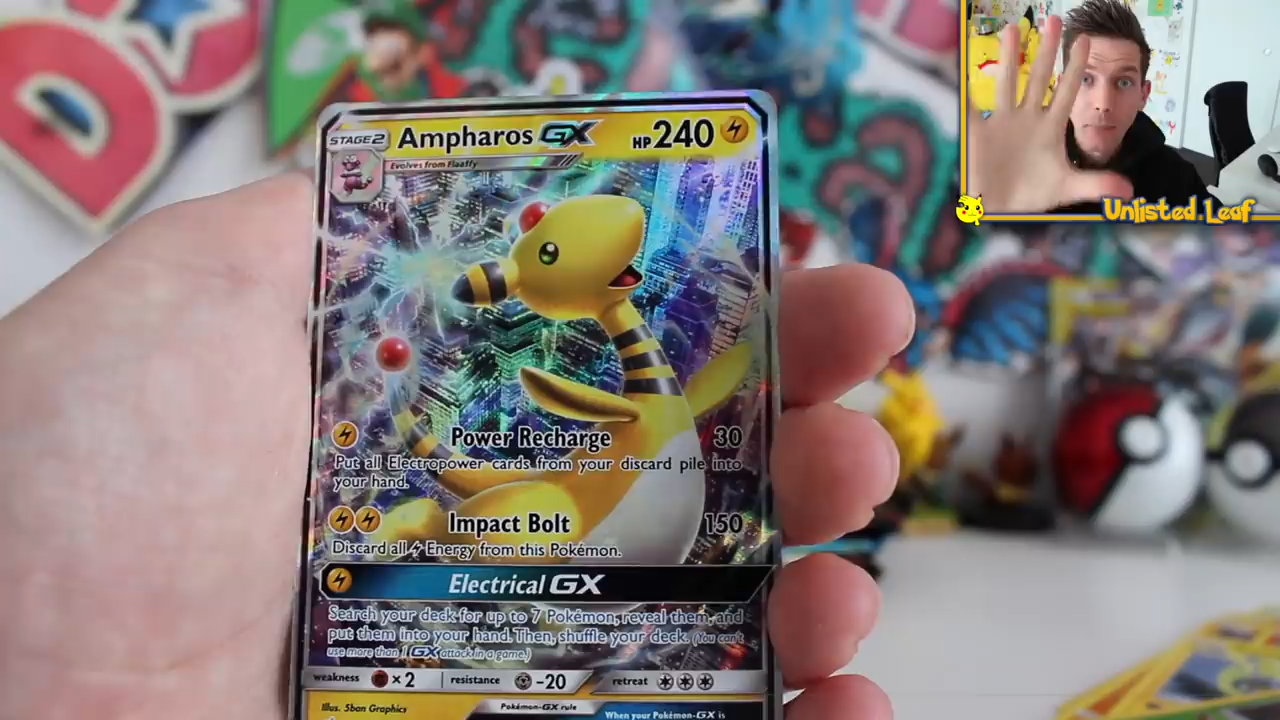 STAGE2 Ampharos GX HP240
Evolves from Flaaffy
Power Recharge 30
Put all Electropower cards from your discard pile into
your hand.
Impact Bolt 150
Discard all Energy from this Pokémon.
Electrical GX
Search your deck for up to 7 Pokémon, reveal them, and
put them into your hand. Then, shuffle your deck. (You can't
use more than 1 GX attack in a game.)
weakness ×2 resistance -20 retreat
Illus. 5ban Graphics Pokémon-GX rule When your Pokémon-GX is
Unlisted Leaf